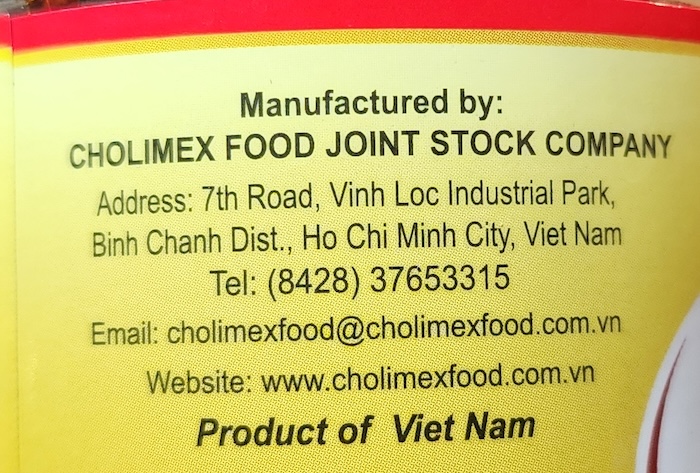 Manufactured by:
CHOLIMEX FOOD JOINT STOCK COMPANY
Address: 7th Road, Vinh Loc Industrial Park,
Binh Chanh Dist., Ho Chi Minh City, Viet Nam
Tel: (8428) 37653315
Email: cholimexfood@cholimexfood.com.vn
Website: www.cholimexfood.com.vn
Product of Viet Nam